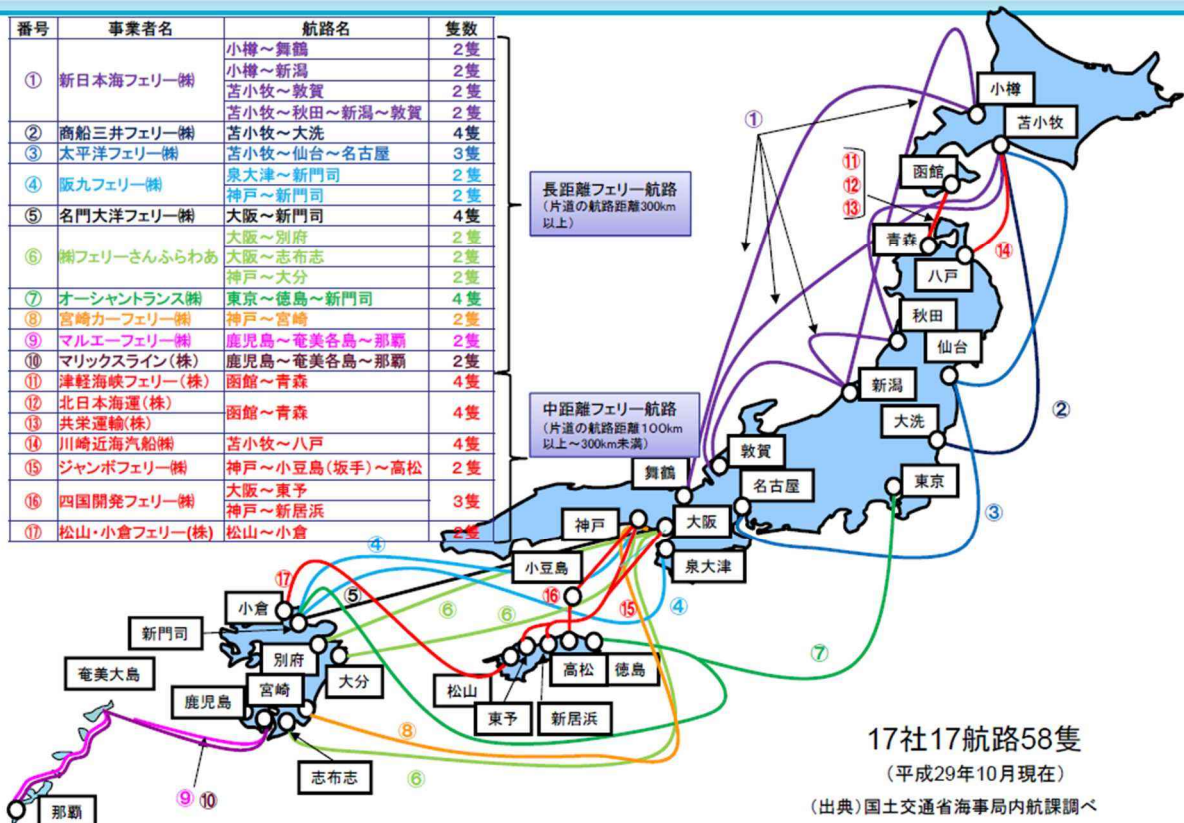 番号 事業者名 航路名 隻数
① 新日本海フェリー㈱ 小樽～舞鶴 2隻
小樽～新潟 2隻
苫小牧～敦賀 2隻
苫小牧～秋田～新潟～敦賀 2隻
② 商船三井フェリー㈱ 苫小牧～大洗 4隻
③ 太平洋フェリー㈱ 苫小牧～仙台～名古屋 3隻
④ 阪九フェリー㈱ 泉大津～新門司 2隻
神戸～新門司 2隻
⑤ 名門大洋フェリー㈱ 大阪～新門司 4隻
⑥ ㈱フェリーさんふらわあ 大阪～別府 2隻
大阪～志布志 2隻
神戸～大分 2隻
⑦ オーシャントランス㈱ 東京～徳島～新門司 4隻
⑧ 宮崎カーフェリー㈱ 神戸～宮崎 2隻
⑨ マルエーフェリー㈱ 鹿児島～奄美各島～那覇 2隻
⑩ マリックスライン(株) 鹿児島～奄美各島～那覇 2隻
⑪ 津軽海峡フェリー(株) 函館～青森 4隻
⑫ 北日本海運(株) 函館～青森 4隻
⑬ 共栄運輸(株)
⑭ 川崎近海汽船㈱ 苫小牧～八戸 4隻
⑮ ジャンボフェリー㈱ 神戸～小豆島(坂手)～高松 2隻
⑯ 四国開発フェリー㈱ 大阪～東予 3隻
神戸～新居浜
⑰ 松山・小倉フェリー(株) 松山～小倉 2隻
長距離フェリー航路
(片道の航路距離300km
以上)
中距離フェリー航路
(片道の航路距離100km
以上～300km未満)
①
小樽
苫小牧
函館
⑪
⑫
⑬
青森
八戸
⑭
秋田
仙台
新潟
大洗
②
敦賀
舞鶴
名古屋
東京
③
神戸
大阪
泉大津
小豆島
④
④
⑰
⑤
⑥
⑥
⑯
⑮
小倉
新門司
別府
大分
宮崎
鹿児島
志布志
奄美大島
那覇
松山
東予
新居浜
高松
徳島
⑦
⑧
⑥
⑨
⑩
17社17航路58隻
(平成29年10月現在)
(出典)国土交通省海事局内航課調べ